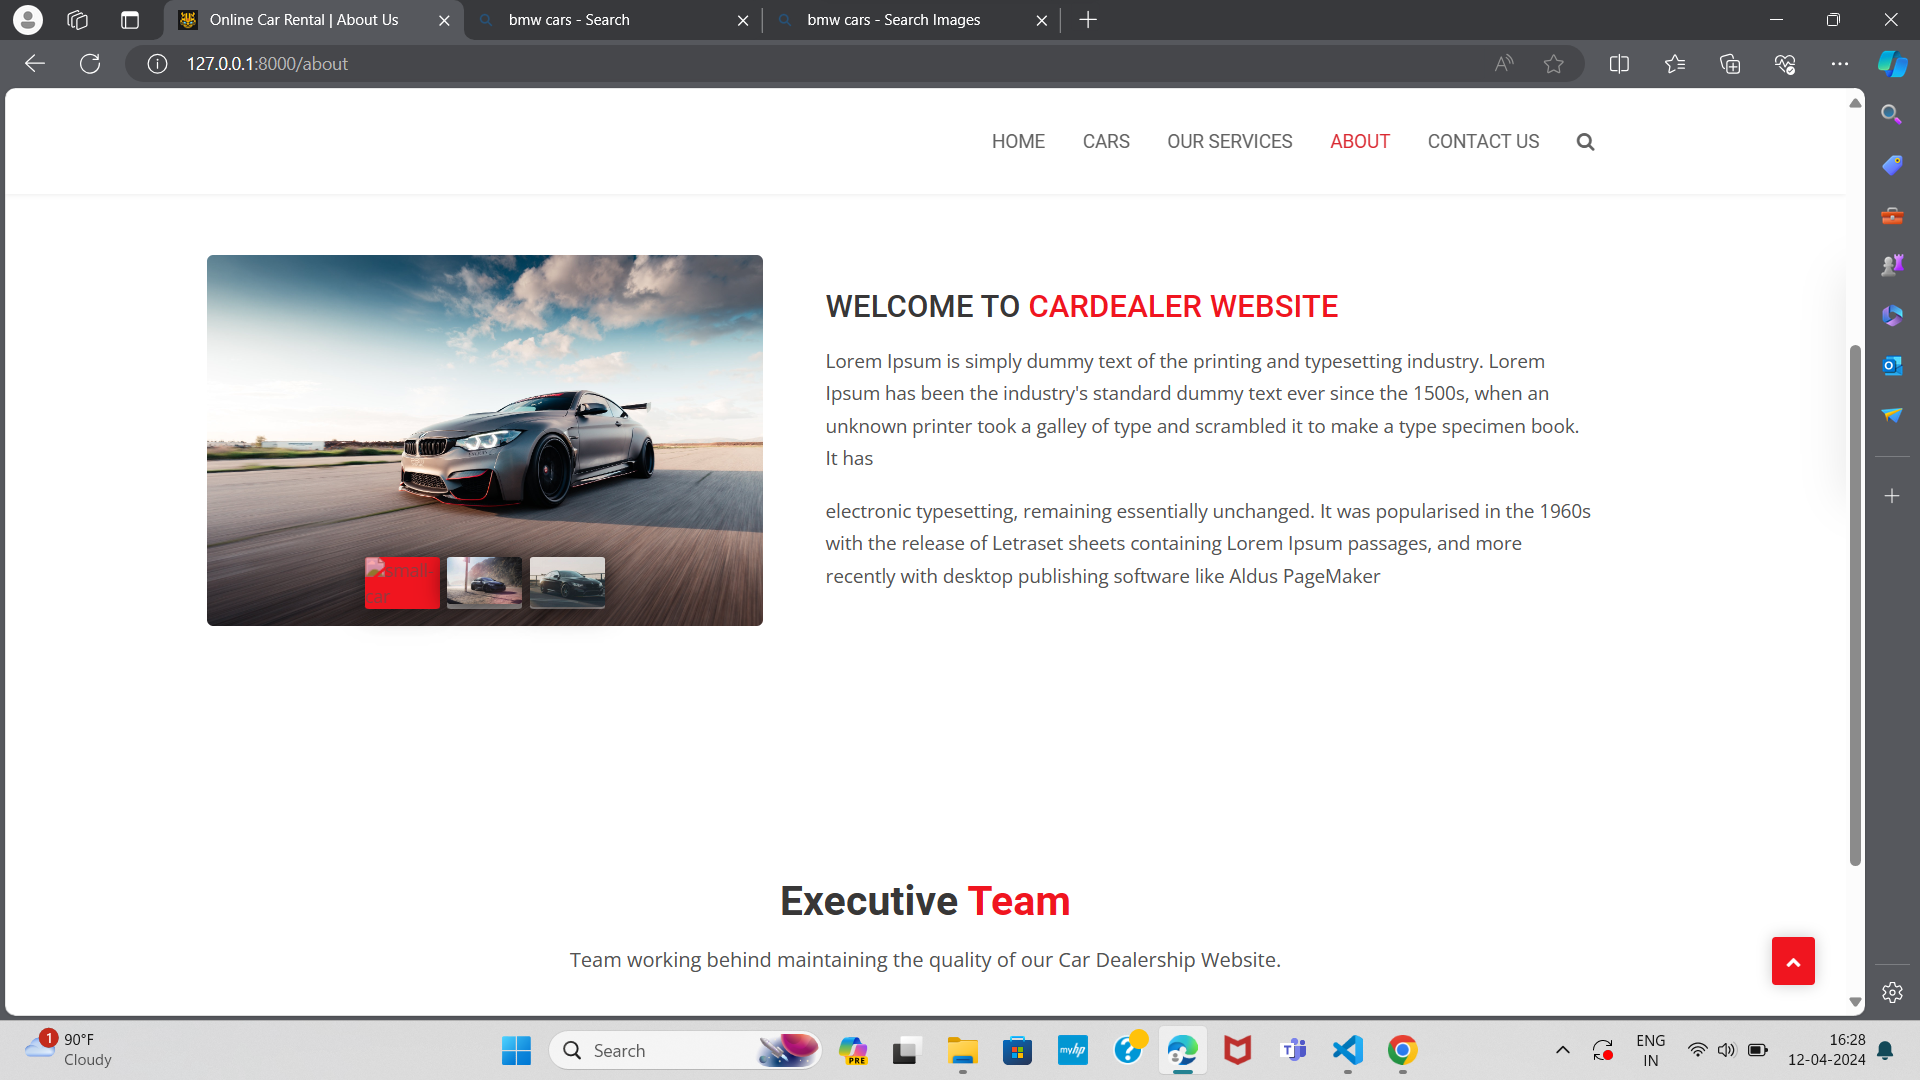 Online Car Rental | About Us
bmw cars - Search
bmw cars - Search Images
127.0.0.1:8000/about
HOME
CARS
OUR SERVICES
ABOUT
CONTACT US
WELCOME TO CARDEALER WEBSITE
Lorem Ipsum is simply dummy text of the printing and typesetting industry. Lorem
Ipsum has been the industry's standard dummy text ever since the 1500s, when an
unknown printer took a galley of type and scrambled it to make a type specimen book.
It has
electronic typesetting, remaining essentially unchanged. It was popularised in the 1960s
with the release of Letraset sheets containing Lorem Ipsum passages, and more
recently with desktop publishing software like Aldus PageMaker
Executive Team
Team working behind maintaining the quality of our Car Dealership Website.
1
90°F
Cloudy
Search
PRE
myhp
ENG
IN
16:28
12-04-2024